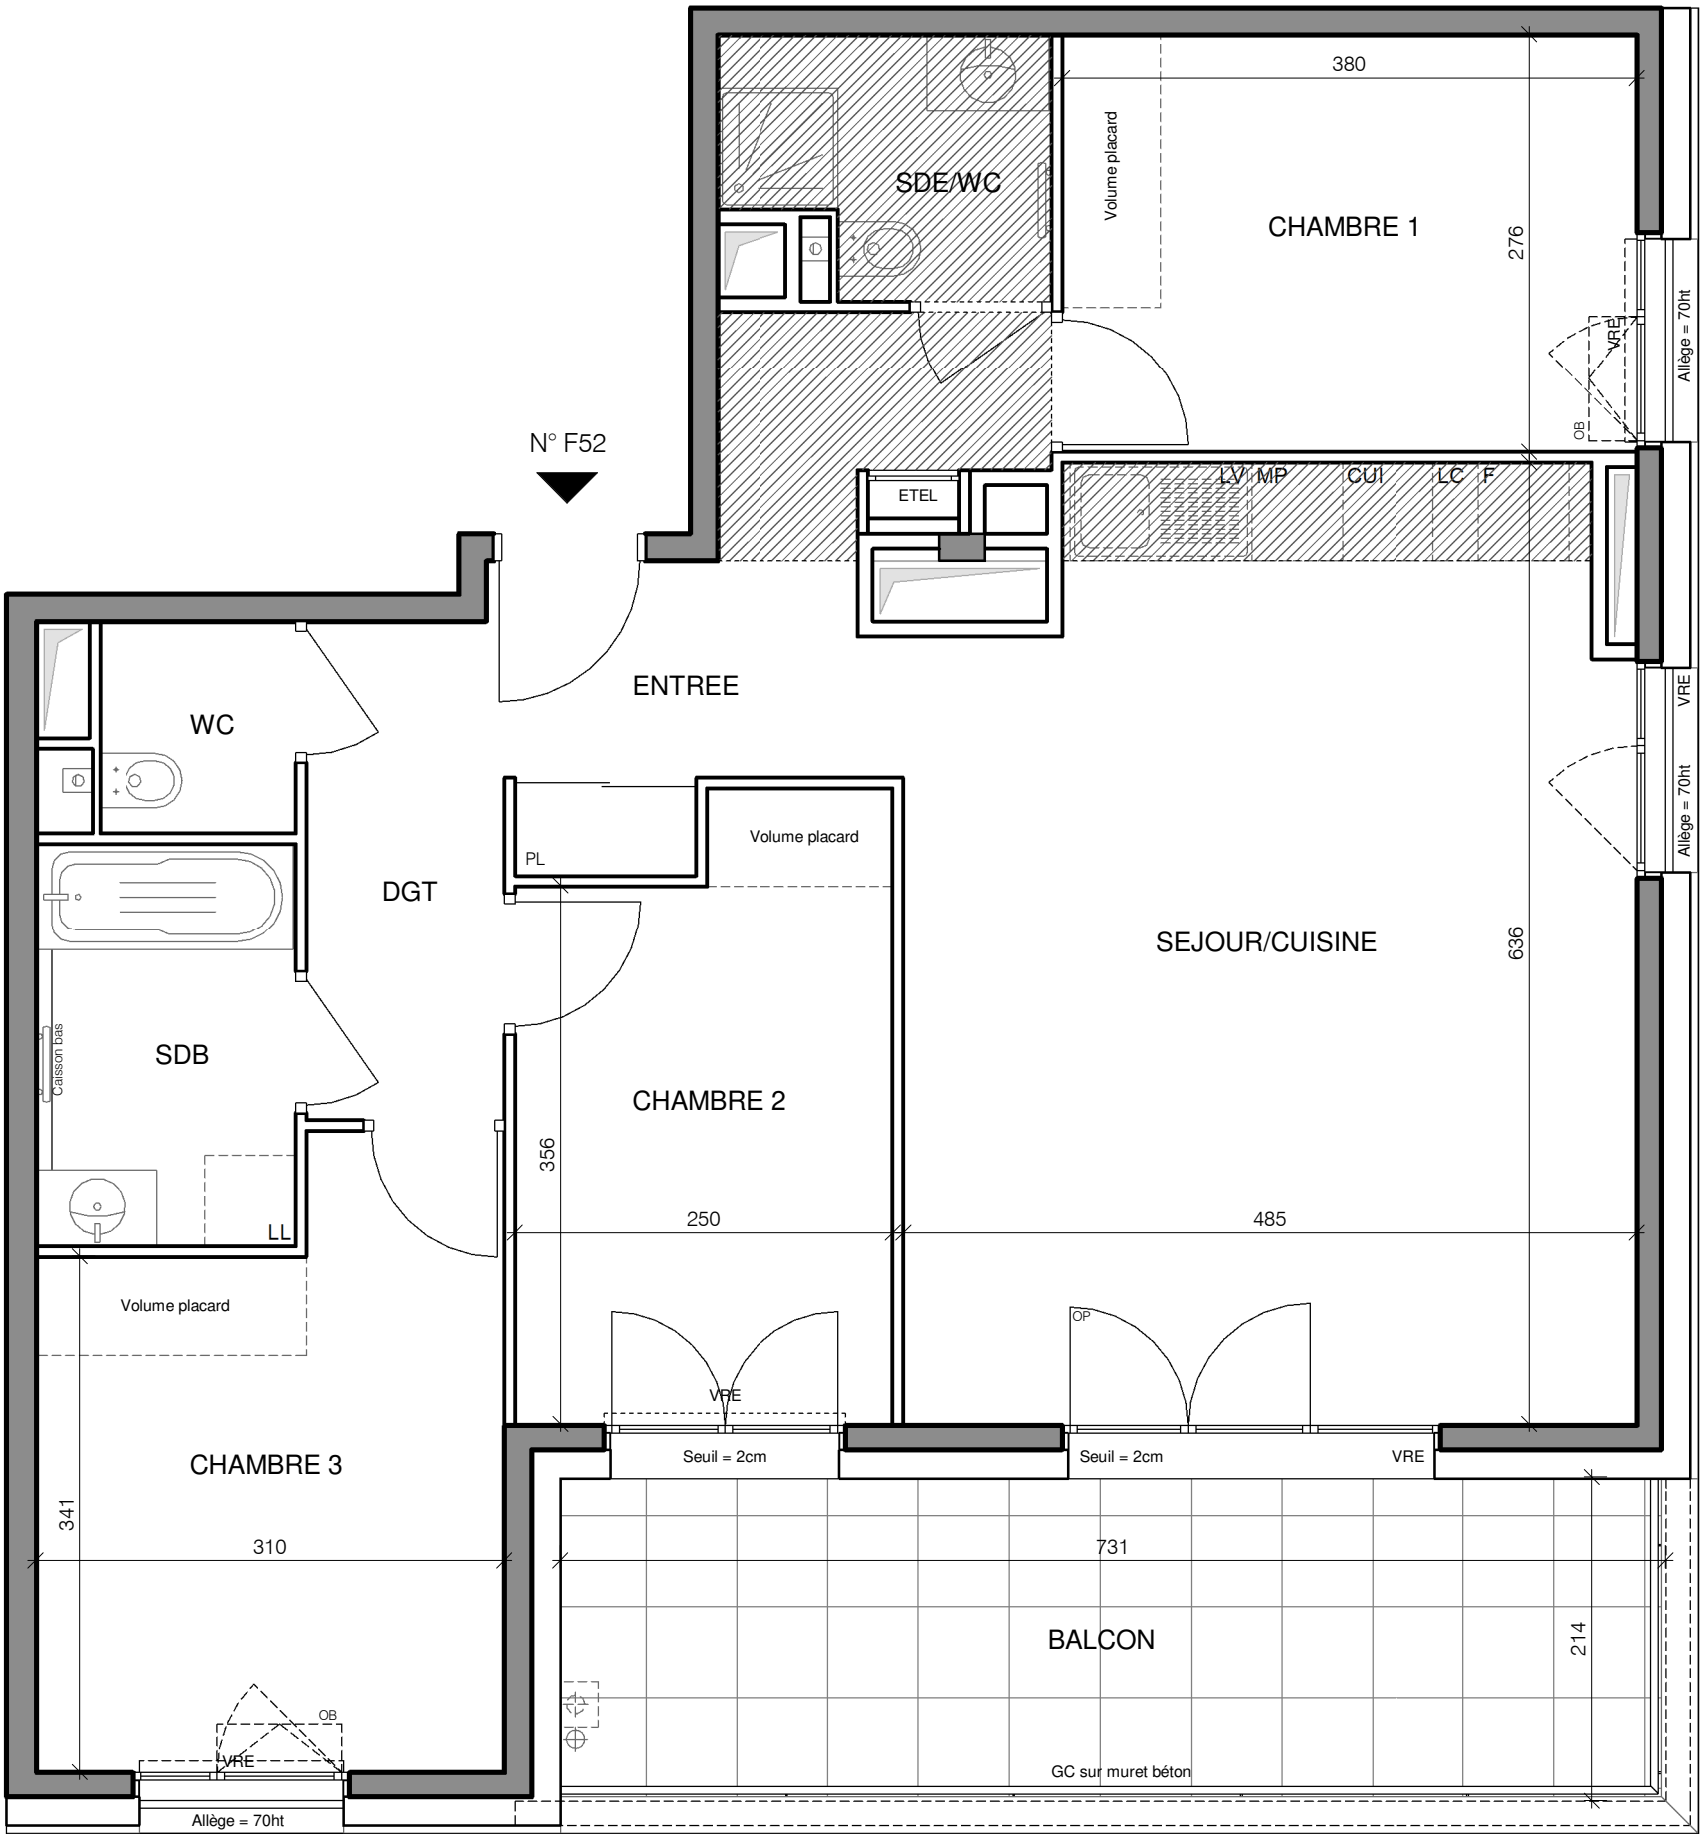 380
Volume placard
SDE/WC
CHAMBRE 1
276
Allège = 70ht
VRE
OB
N° F52
ETEL
LV MP CUI LC F
ENTREE
WC
VRE
Allège = 70ht
PL
Volume placard
DGT
SEJOUR/CUISINE
636
Caisson bas
SDB
CHAMBRE 2
356
LL
250
485
Volume placard
OP
VRE
Seuil = 2cm
Seuil = 2cm
VRE
CHAMBRE 3
341
310
731
BALCON
214
OB
VRE
GC sur muret béton
Allège = 70ht